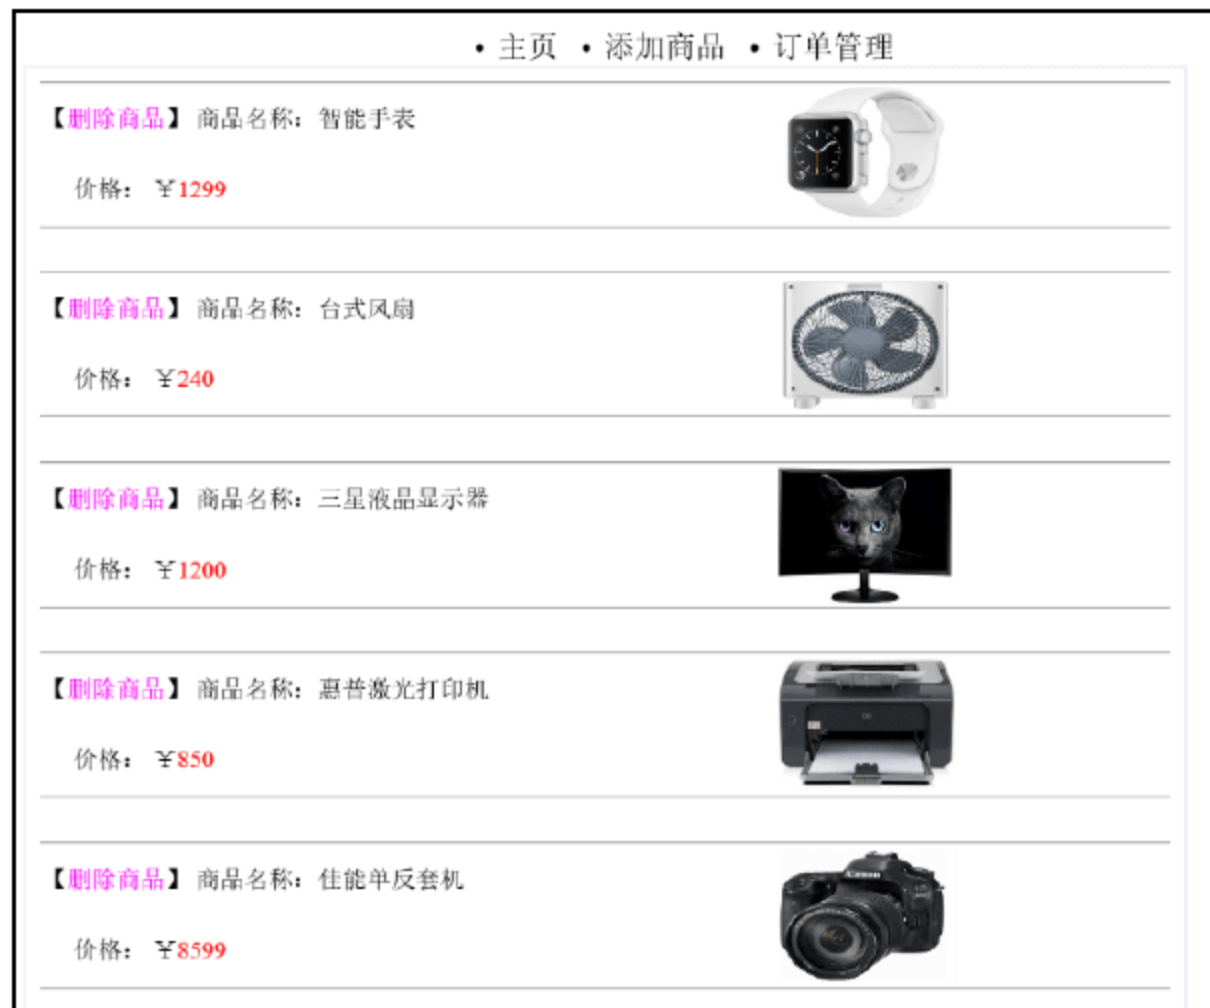 • 主页 • 添加商品 • 订单管理
【删除商品】 商品名称：智能手表
价格： ￥1299
【删除商品】 商品名称：台式风扇
价格： ￥240
【删除商品】 商品名称：三星液晶显示器
价格： ￥1200
【删除商品】 商品名称：惠普激光打印机
价格： ￥850
【删除商品】 商品名称：佳能单反套机
Canon
价格： ￥8599